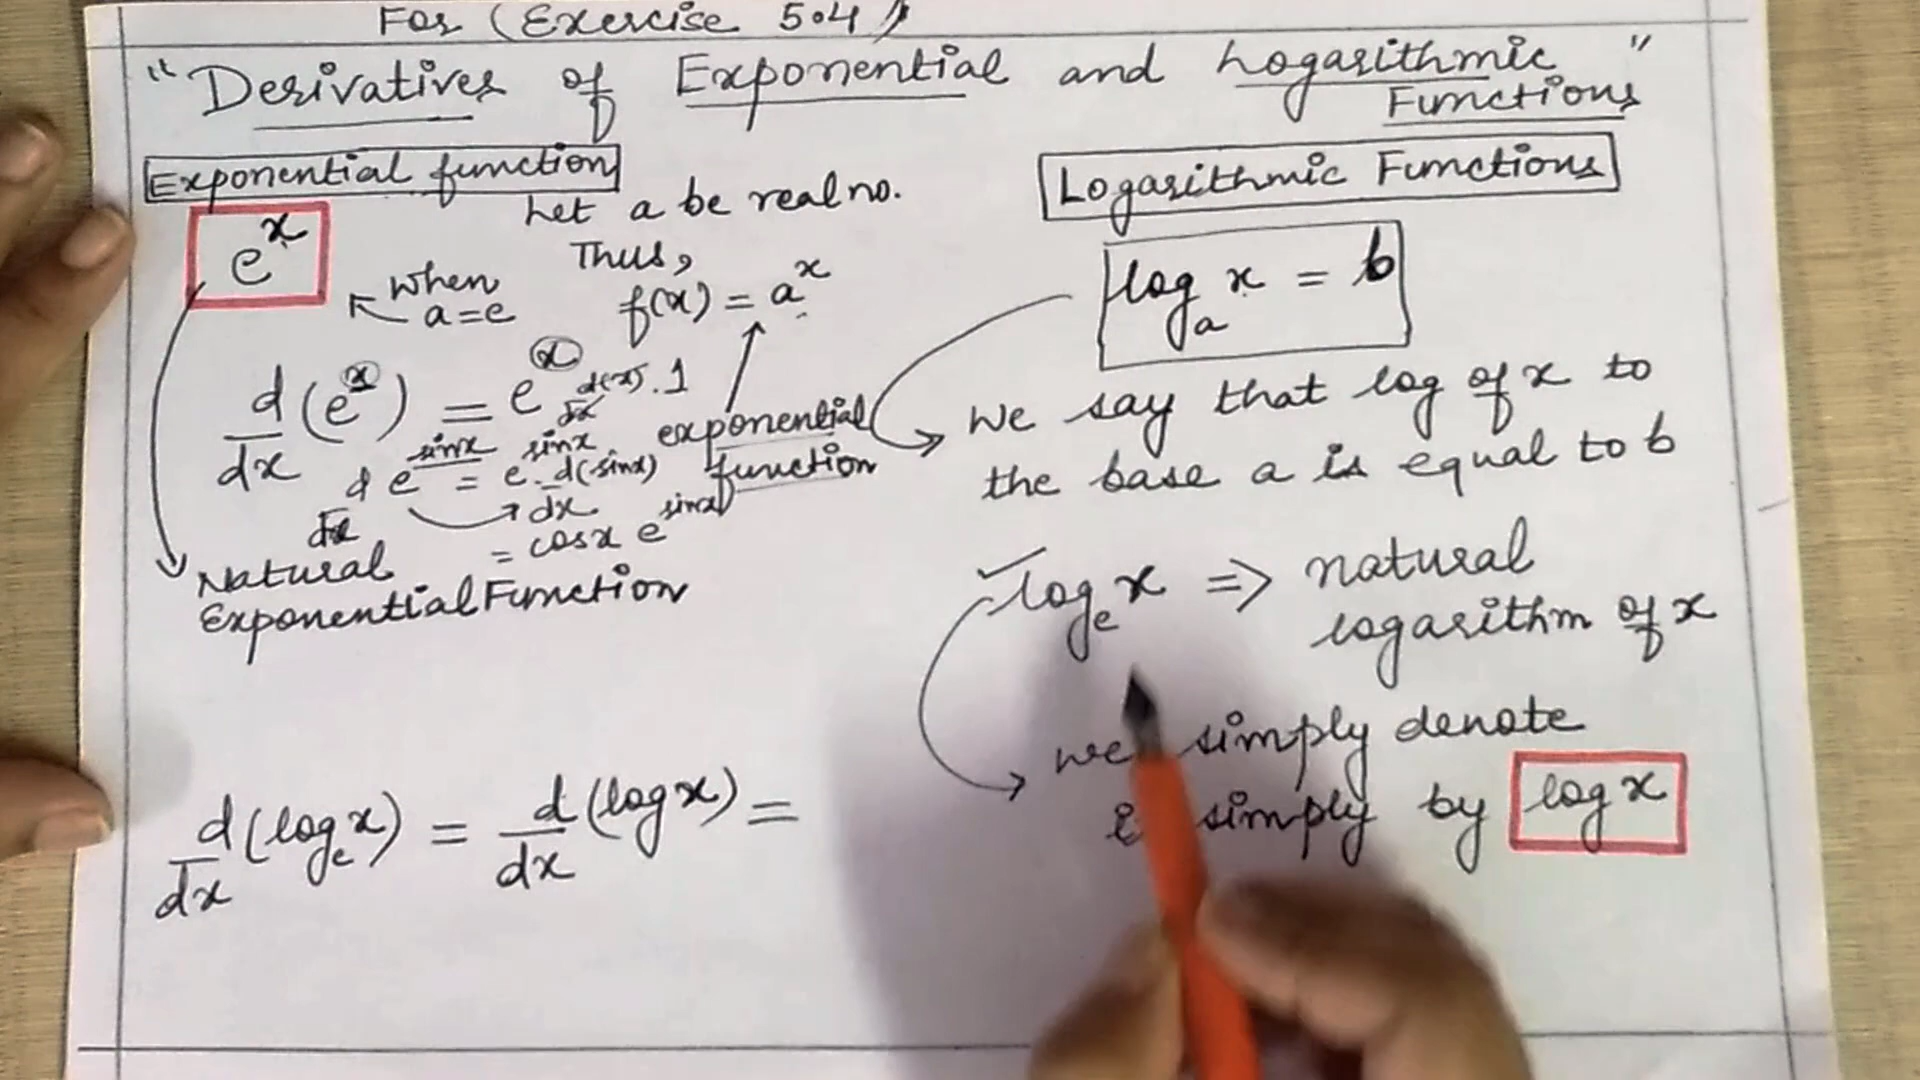 For (Exercise 5.4)
"Derivatives of Exponential and Logarithmic
Functions"
Exponential function
Let a be real no.
Thus,
f(x) = a^x
e^x
when
a=e
exponential
function
d/dx (e^x) = e^x d(x)/dx . 1
d/dx e^sinx = e^sinx . d(sinx)/dx
= cosx e^sinx
Natural
Exponential Function
d/dx (log_e x) = d/dx (log x) =
Logarithmic Functions
log_a x = b
We say that log of x to
the base a is equal to b
log_e x => natural
logarithm of x
we simply denote
simply by log x